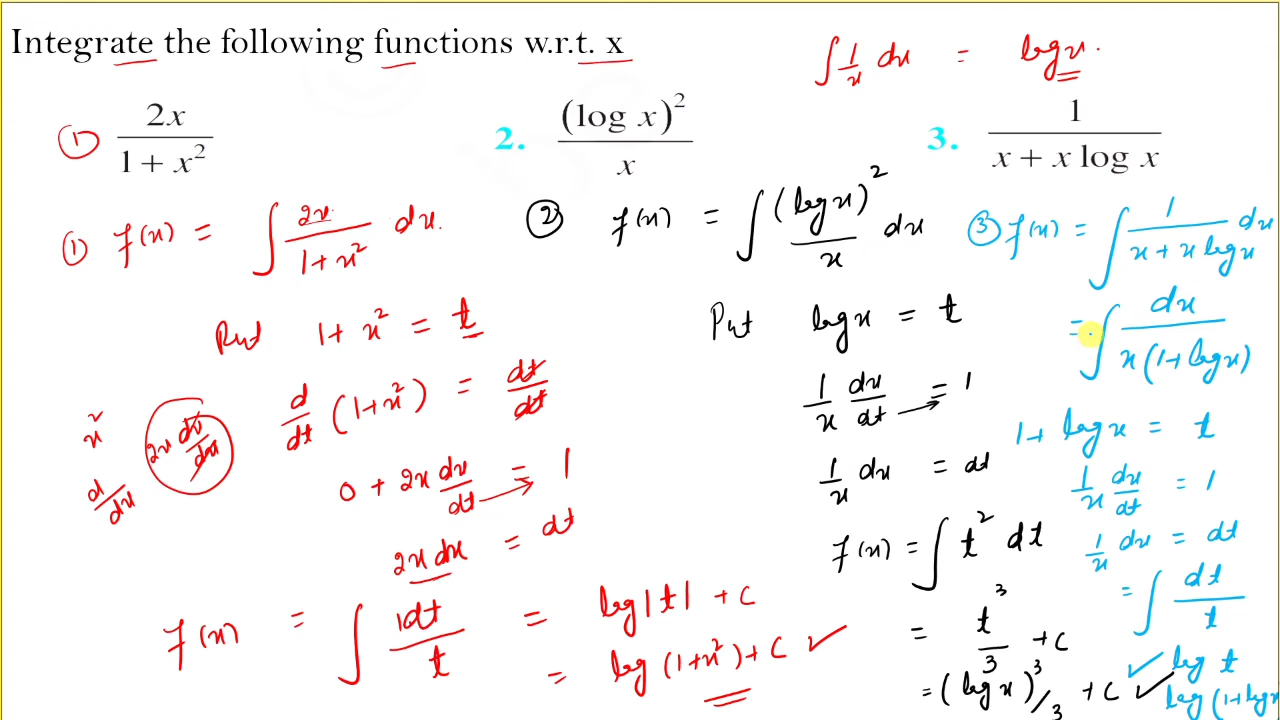 Integrate the following functions w.r.t. x
∫ 1/x dx = log x.
① 2x / (1 + x²)
2. (log x)² / x
3. 1 / (x + x log x)
① f(x) = ∫ 2x / (1+x²) dx.
Put 1 + x² = t
d/dt (1+x²) = dt/dt
x²
d/dx
2x dx/dx
0 + 2x dx/dt = 1
2x dx = dt
f(x) = ∫ 1dt / t = log|t| + c
= log (1+x²) + c ✓
② f(x) = ∫ (log x)² / x dx
Put log x = t
1/x dx/dt = 1
1/x dx = dt
f(x) = ∫ t² dt
= t³/3 + c
= (log x)³/3 + c ✓
③ f(x) = ∫ 1 / (x + x log x) dx
= ∫ dx / x(1+log x)
1 + log x = t
1/x dx/dt = 1
1/x dx = dt
= ∫ dt / t
✓ log t
log (1+log x